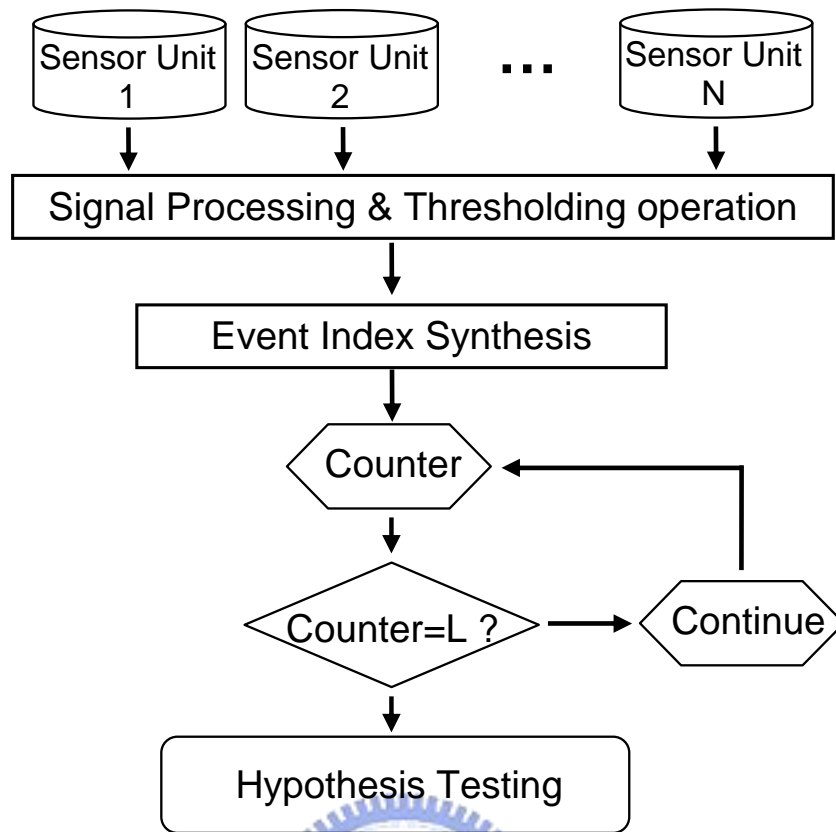 Sensor Unit
1
Sensor Unit
2
...
Sensor Unit
N
Signal Processing & Thresholding operation
Event Index Synthesis
Counter
Counter=L ?
Continue
Hypothesis Testing